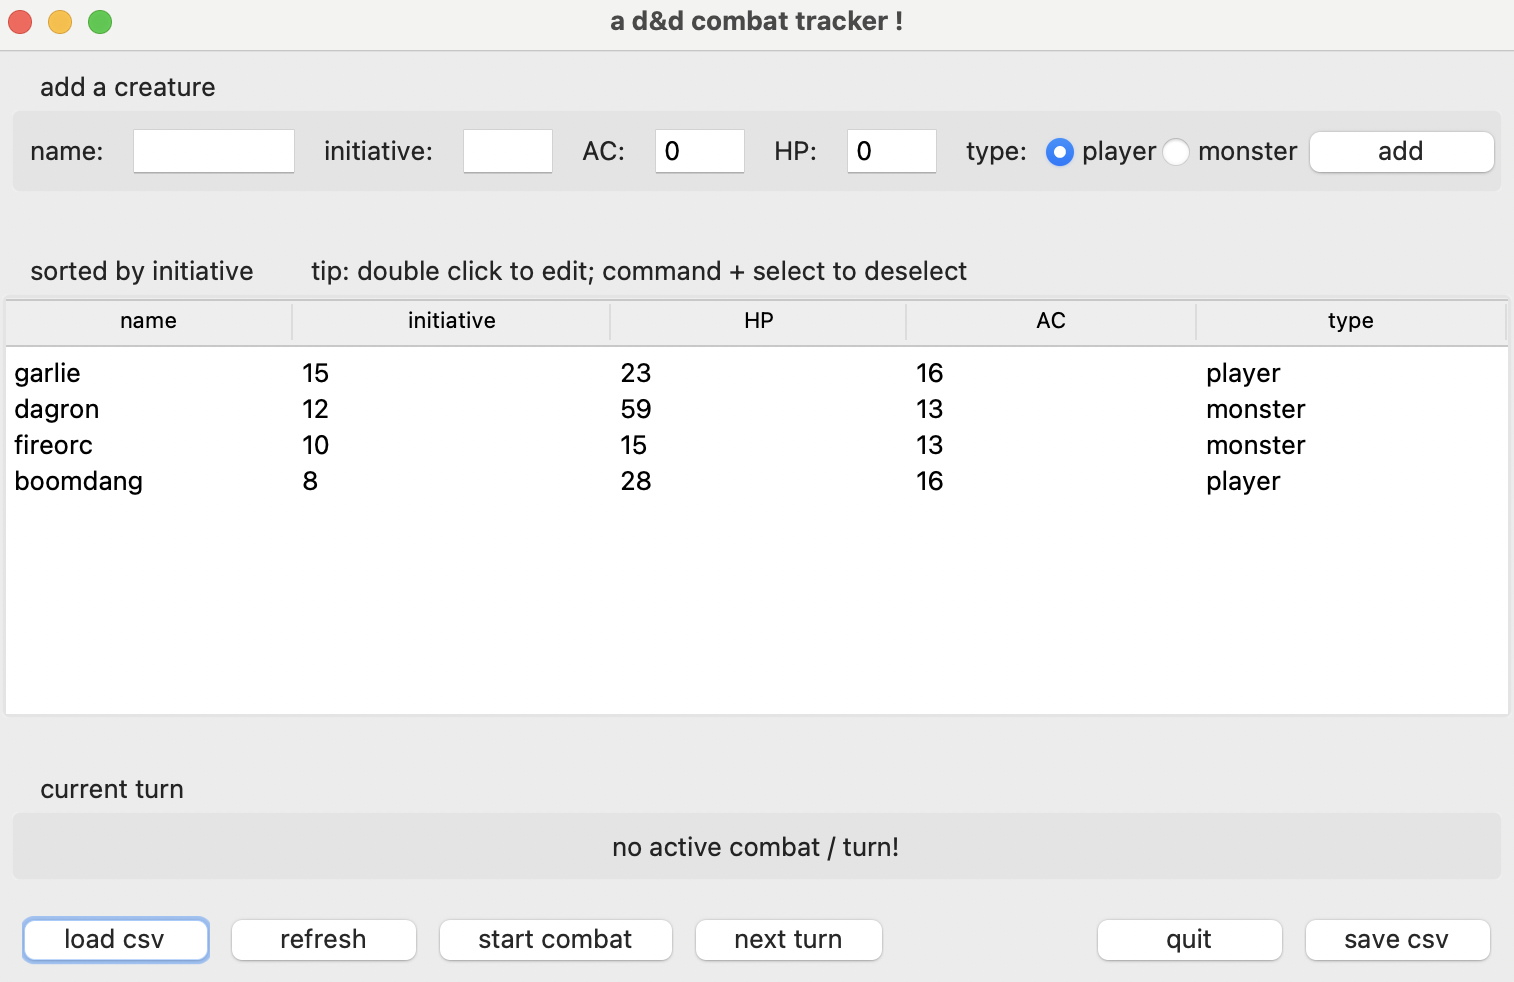 a d&d combat tracker !
add a creature
name: initiative: AC: 0 HP: 0 type: player monster add
sorted by initiative tip: double click to edit; command + select to deselect
name initiative HP AC type
garlie 15 23 16 player
dagron 12 59 13 monster
fireorc 10 15 13 monster
boomdang 8 28 16 player
current turn
no active combat / turn!
load csv refresh start combat next turn quit save csv